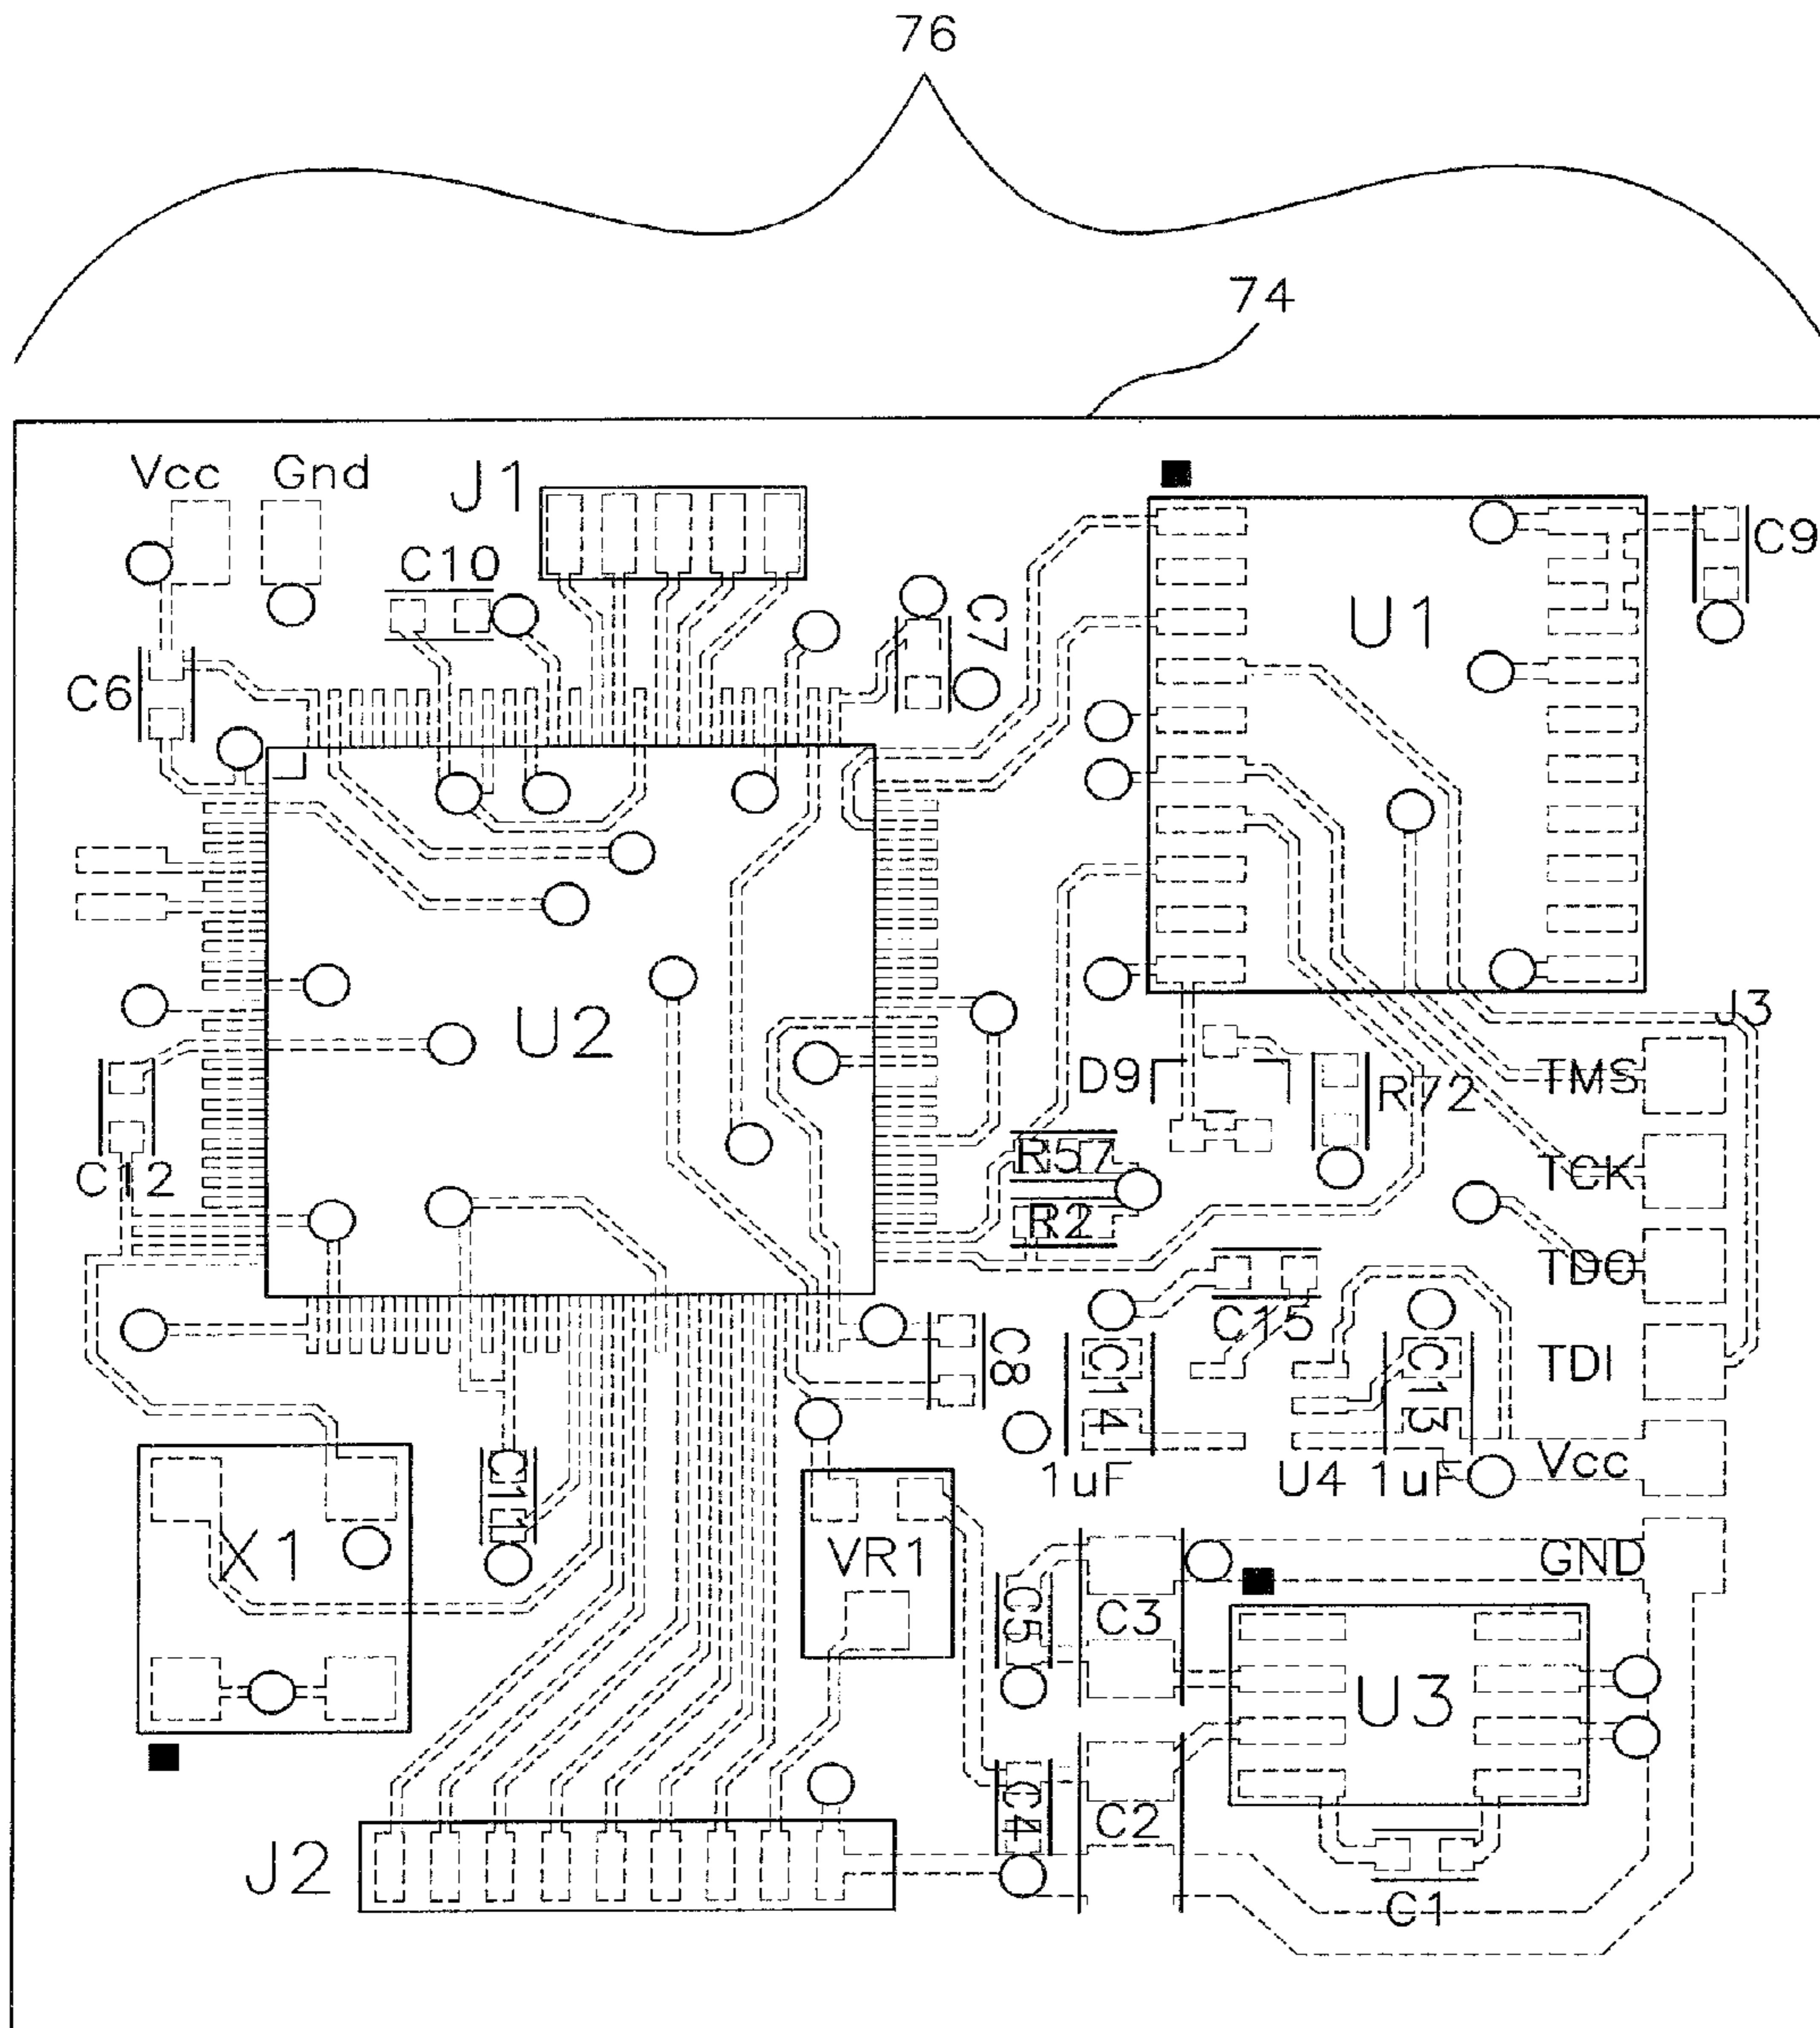 76
74
Vcc Gnd
J1
C10
C9
C7
U1
C6
U2
J3
D9
R72
TMS
R57
TCK
C12
R2
TDO
C15
C8
C14
C13
TDI
1uF
U4
1uF
Vcc
C11
X1
VR1
GND
C5
C3
U3
C4
C2
J2
C1